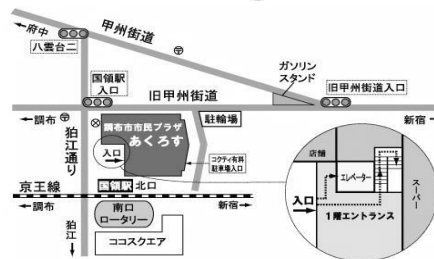 ←府中
甲州街道
八雲台二
国領駅
入口
ガソリン
スタンド
旧甲州街道入口
旧甲州街道
←調布
新宿→
狛江通り
調布市市民プラザ
あくろす
駐輪場
入口
コクティ有料
駐車場入口
京王線
国領駅
北口
←調布
新宿→
南口
ロータリー
狛江
ココスクエア
店舗
エレベーター
スーパー
入口
1階エントランス